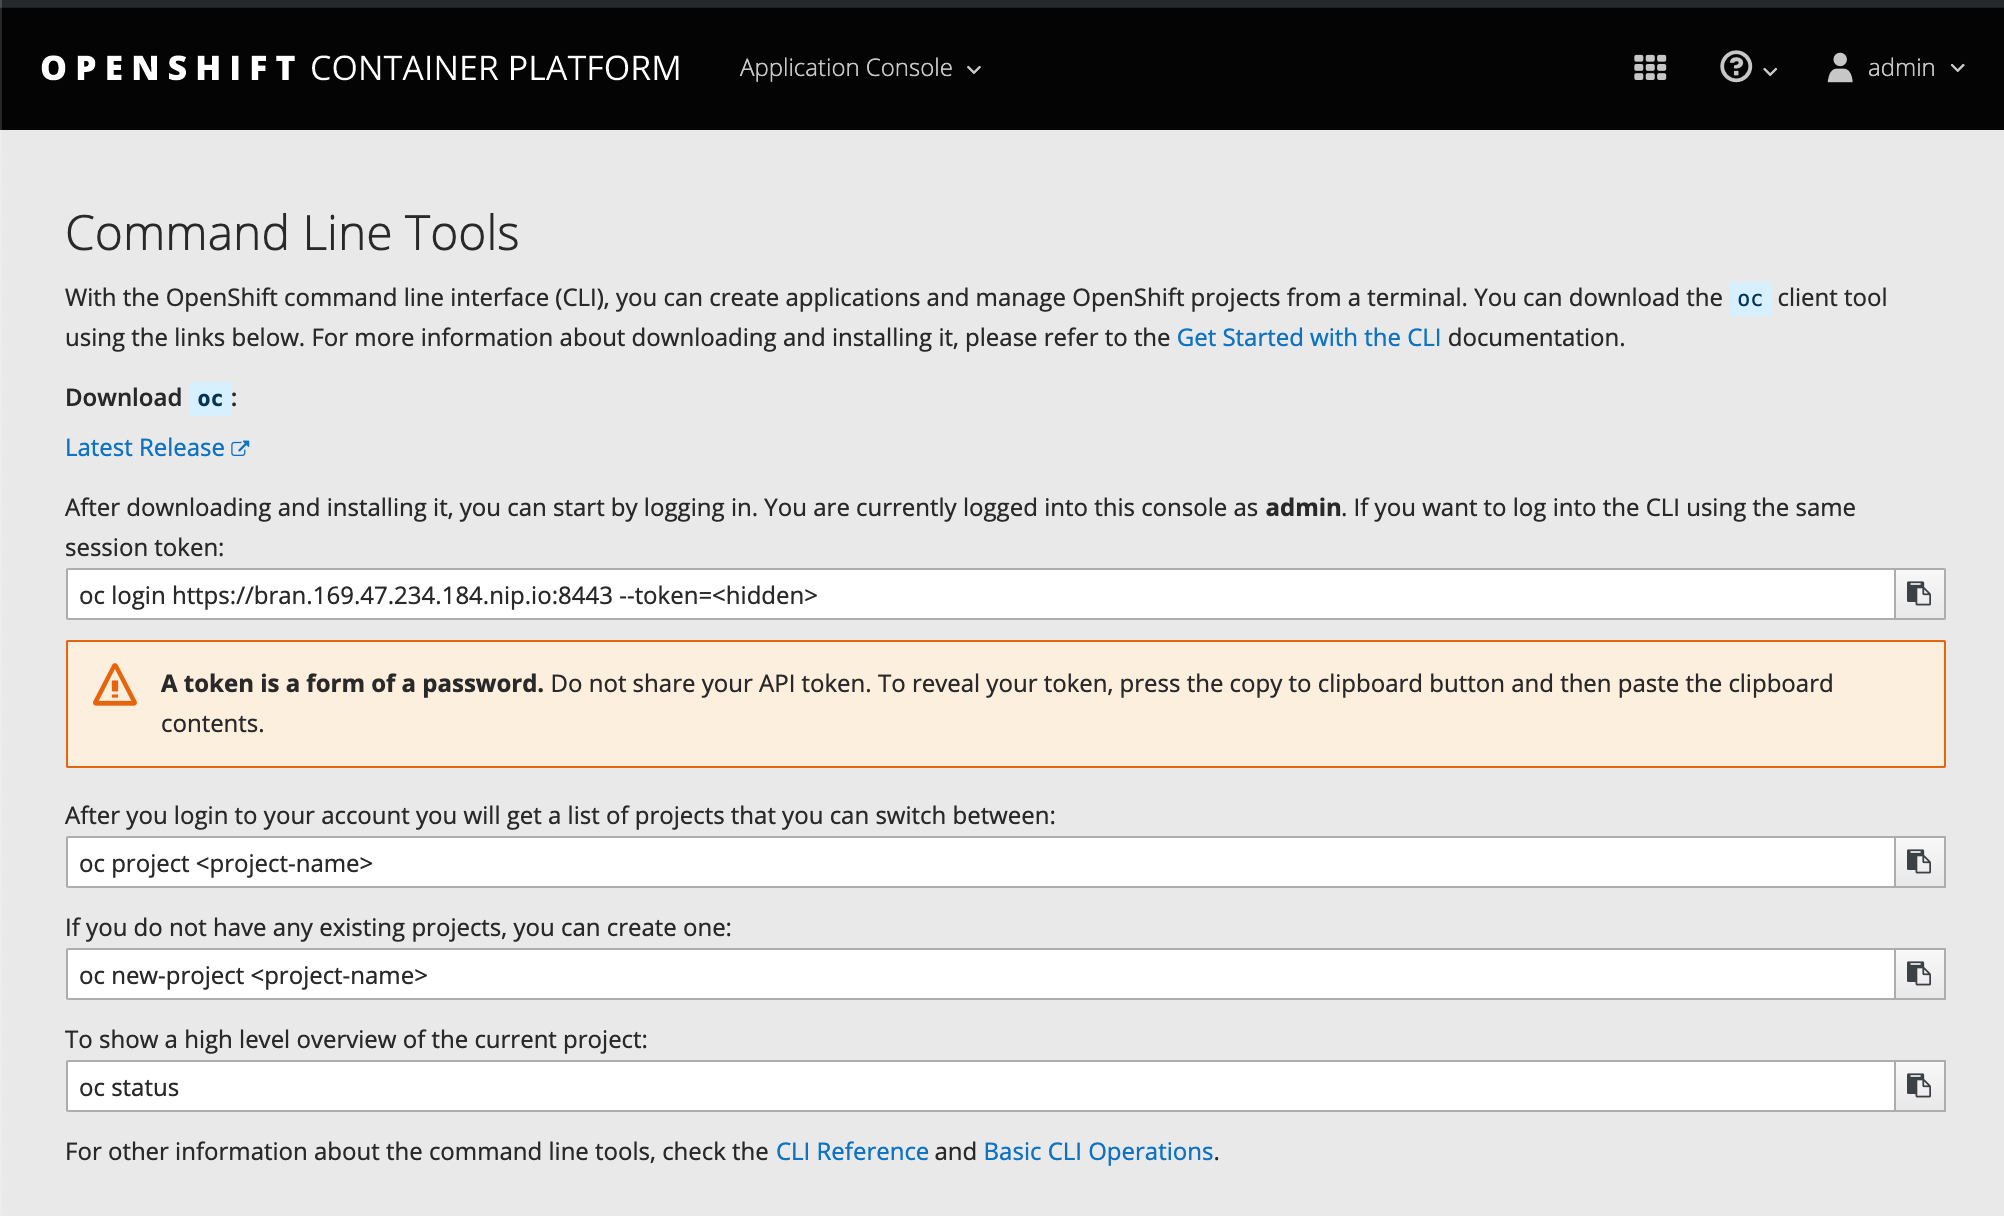 OPENSHIFT CONTAINER PLATFORM Application Console admin
Command Line Tools
With the OpenShift command line interface (CLI), you can create applications and manage OpenShift projects from a terminal. You can download the oc client tool
using the links below. For more information about downloading and installing it, please refer to the Get Started with the CLI documentation.
Download oc :
Latest Release
After downloading and installing it, you can start by logging in. You are currently logged into this console as admin. If you want to log into the CLI using the same
session token:
oc login https://bran.169.47.234.184.nip.io:8443 --token=<hidden>
A token is a form of a password. Do not share your API token. To reveal your token, press the copy to clipboard button and then paste the clipboard
contents.
After you login to your account you will get a list of projects that you can switch between:
oc project <project-name>
If you do not have any existing projects, you can create one:
oc new-project <project-name>
To show a high level overview of the current project:
oc status
For other information about the command line tools, check the CLI Reference and Basic CLI Operations.